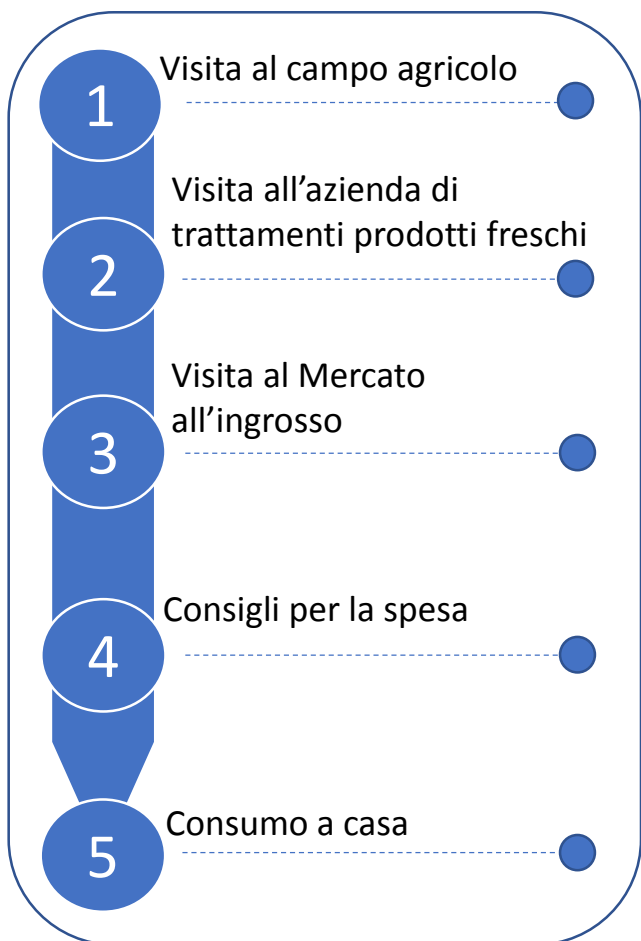 1
Visita al campo agricolo
2
Visita all’azienda di
trattamenti prodotti freschi
3
Visita al Mercato
all’ingrosso
4
Consigli per la spesa
5
Consumo a casa